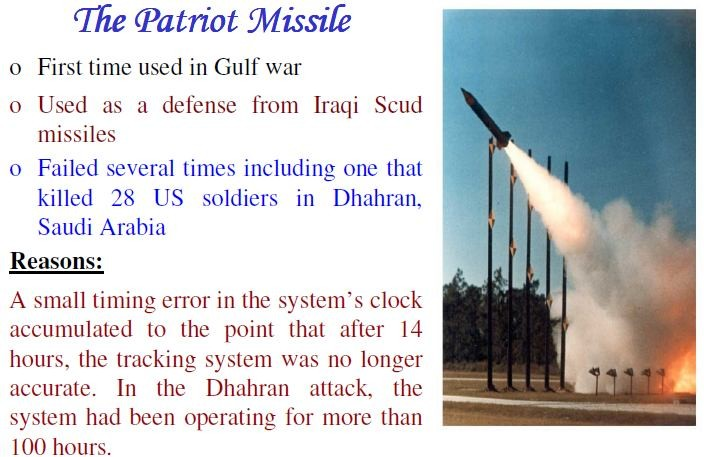 The Patriot Missile
o First time used in Gulf war
o Used as a defense from Iraqi Scud
missiles
o Failed several times including one that
killed 28 US soldiers in Dhahran,
Saudi Arabia
Reasons:
A small timing error in the system's clock
accumulated to the point that after 14
hours, the tracking system was no longer
accurate. In the Dhahran attack, the
system had been operating for more than
100 hours.